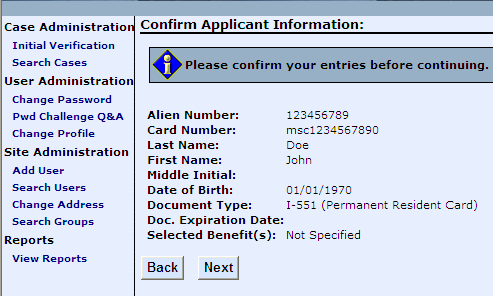 Case Administration
Initial Verification
Search Cases
User Administration
Change Password
Pwd Challenge Q&A
Change Profile
Site Administration
Add User
Search Users
Change Address
Search Groups
Reports
View Reports
Confirm Applicant Information:
Please confirm your entries before continuing.
Alien Number: 123456789
Card Number: msc1234567890
Last Name: Doe
First Name: John
Middle Initial:
Date of Birth: 01/01/1970
Document Type: I-551 (Permanent Resident Card)
Doc. Expiration Date:
Selected Benefit(s): Not Specified
Back Next